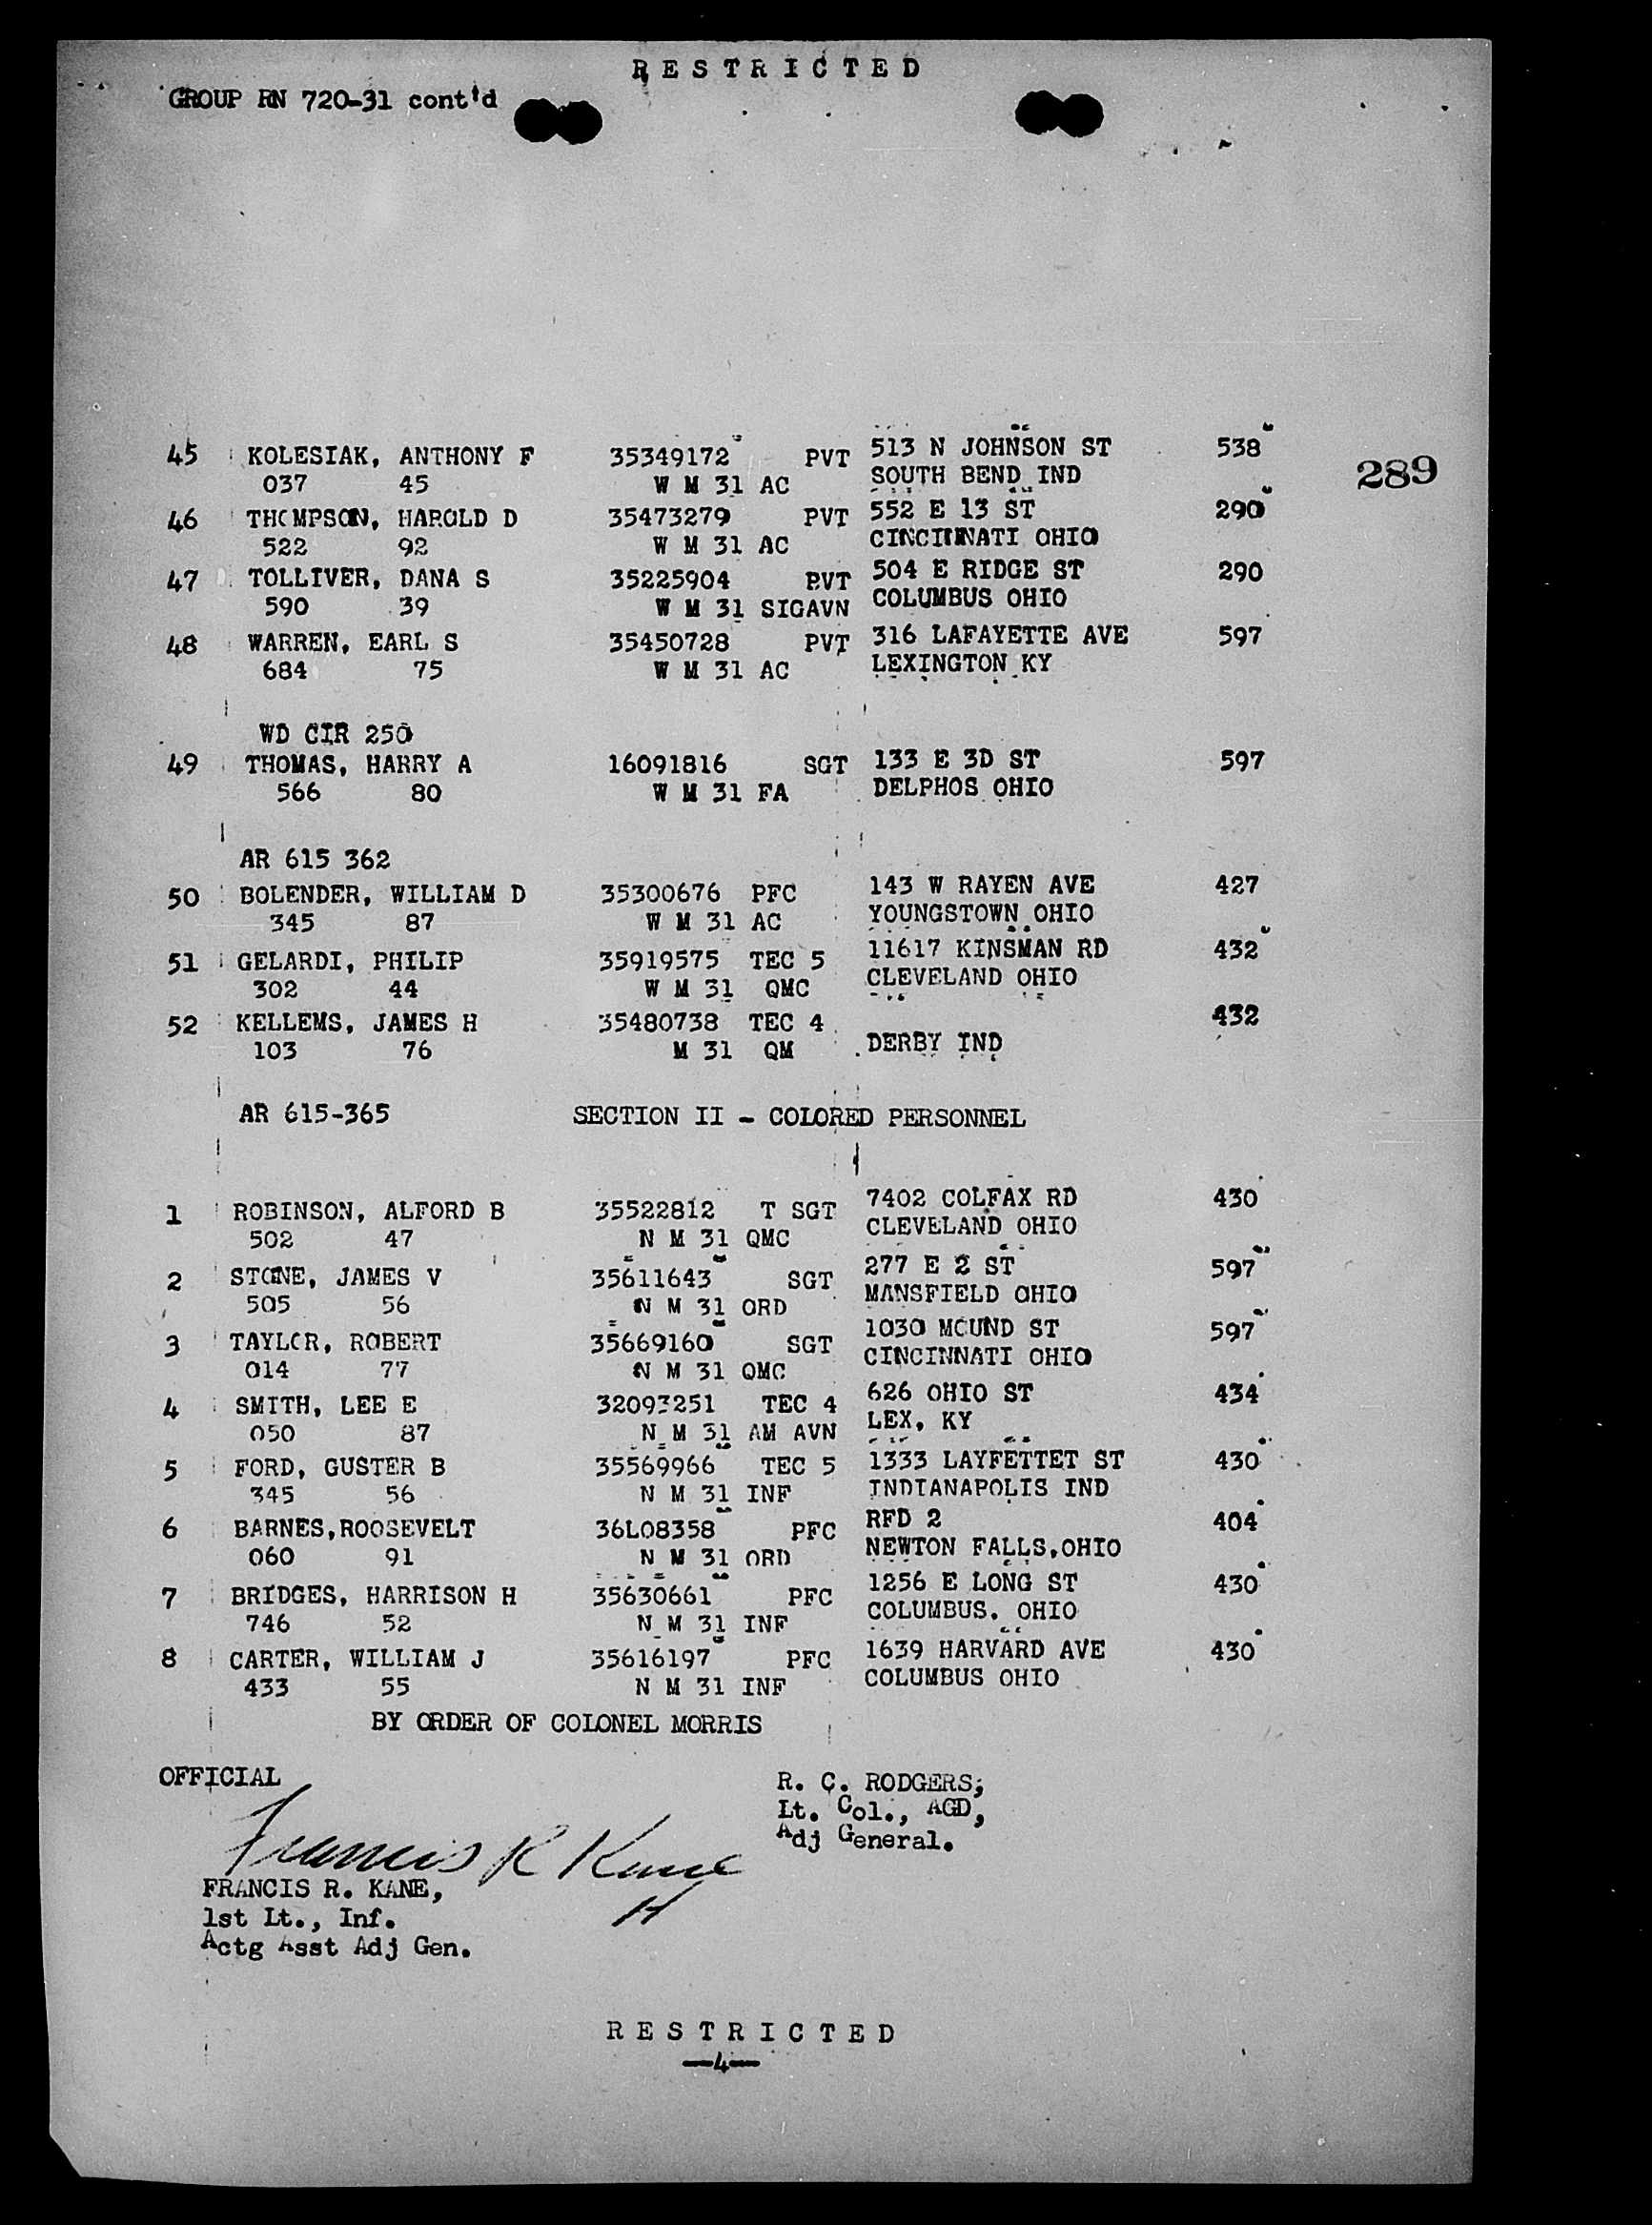 RESTRICTED
GROUP RN 720-31 cont'd
45 KOLESIAK, ANTHONY F 35349172 PVT 513 N JOHNSON ST 538
037 45 W M 31 AC SOUTH BEND IND
289
46 THOMPSON, HAROLD D 35473279 PVT 552 E 13 ST 290
522 92 W M 31 AC CINCINNATI OHIO
47 TOLLIVER, DANA S 35225904 PVT 504 E RIDGE ST 290
590 39 W M 31 SIGAVN COLUMBUS OHIO
48 WARREN, EARL S 35450728 PVT 316 LAFAYETTE AVE 597
684 75 W M 31 AC LEXINGTON KY
WD CIR 250
49 THOMAS, HARRY A 16091816 SGT 133 E 3D ST 597
566 80 W M 31 FA DELPHOS OHIO
AR 615 362
50 BOLENDER, WILLIAM D 35300676 PFC 143 W RAYEN AVE 427
345 87 W M 31 AC YOUNGSTOWN OHIO
51 GELARDI, PHILIP 35919575 TEC 5 11617 KINSMAN RD 432
302 44 W M 31 QMC CLEVELAND OHIO
52 KELLEMS, JAMES H 35480738 TEC 4 432
103 76 M 31 QM DERBY IND
AR 615-365 SECTION II - COLORED PERSONNEL
1 ROBINSON, ALFORD B 35522812 T SGT 7402 COLFAX RD 430
502 47 N M 31 QMC CLEVELAND OHIO
2 STONE, JAMES V 35611643 SGT 277 E 2 ST 597
505 56 N M 31 ORD MANSFIELD OHIO
3 TAYLOR, ROBERT 35669160 SGT 1030 MOUND ST 597
014 77 N M 31 QMC CINCINNATI OHIO
4 SMITH, LEE E 32093251 TEC 4 626 OHIO ST 434
050 87 N M 31 AM AVN LEX, KY
5 FORD, GUSTER B 35569966 TEC 5 1333 LAYFETTET ST 430
345 56 N M 31 INF INDIANAPOLIS IND
6 BARNES,ROOSEVELT 36L08358 PFC RFD 2 404
060 91 N M 31 ORD NEWTON FALLS,OHIO
7 BRIDGES, HARRISON H 35630661 PFC 1256 E LONG ST 430
746 52 N M 31 INF COLUMBUS. OHIO
8 CARTER, WILLIAM J 35616197 PFC 1639 HARVARD AVE 430
433 55 N M 31 INF COLUMBUS OHIO
BY ORDER OF COLONEL MORRIS
OFFICIAL
R. C. RODGERS,
Lt. Col., AGD,
Adj General.
Francis R Kane
H
FRANCIS R. KANE,
1st Lt., Inf.
Actg Asst Adj Gen.
RESTRICTED
-4-